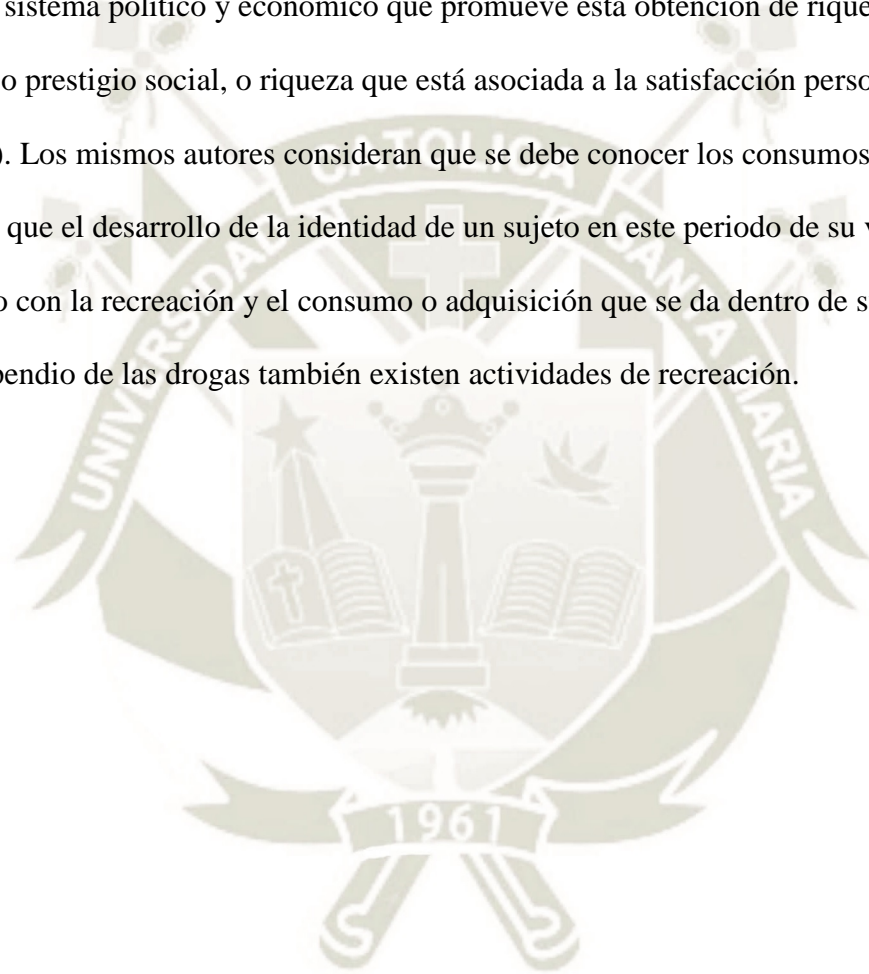 sistema político y económico que promueve esta obtención de rique
o prestigio social, o riqueza que está asociada a la satisfacción perso
). Los mismos autores consideran que se debe conocer los consumos
que el desarrollo de la identidad de un sujeto en este periodo de su v
o con la recreación y el consumo o adquisición que se da dentro de s
pendio de las drogas también existen actividades de recreación.
UNIVERSIDAD CATOLICA SANTA MARIA
1961